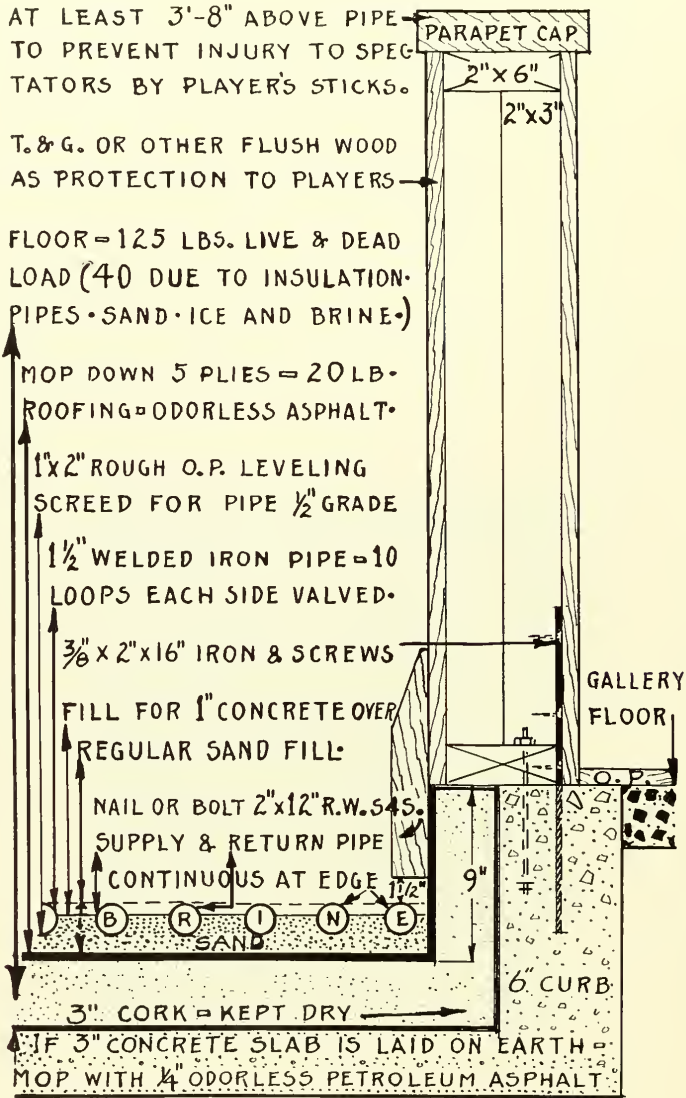 AT LEAST 3'-8" ABOVE PIPE
TO PREVENT INJURY TO SPEC-
TATORS BY PLAYER'S STICKS.
PARAPET CAP
2" x 6"
2"x3"
T. & G. OR OTHER FLUSH WOOD
AS PROTECTION TO PLAYERS
FLOOR = 125 LBS. LIVE & DEAD
LOAD (40 DUE TO INSULATION·
PIPES · SAND · ICE AND BRINE·)
MOP DOWN 5 PLIES = 20 LB·
ROOFING = ODORLESS ASPHALT·
1"x 2" ROUGH O.P. LEVELING
SCREED FOR PIPE ½" GRADE
1½" WELDED IRON PIPE = 10
LOOPS EACH SIDE VALVED·
⅜" x 2" x 16" IRON & SCREWS
GALLERY
FLOOR
FILL FOR 1" CONCRETE OVER
REGULAR SAND FILL·
O.P.
NAIL OR BOLT 2"x12" R.W. S4S.
SUPPLY & RETURN PIPE
CONTINUOUS AT EDGE
1½"
9"
B R I N E
SAND
6" CURB
3" CORK = KEPT DRY
IF 3" CONCRETE SLAB IS LAID ON EARTH =
MOP WITH ¼" ODORLESS PETROLEUM ASPHALT